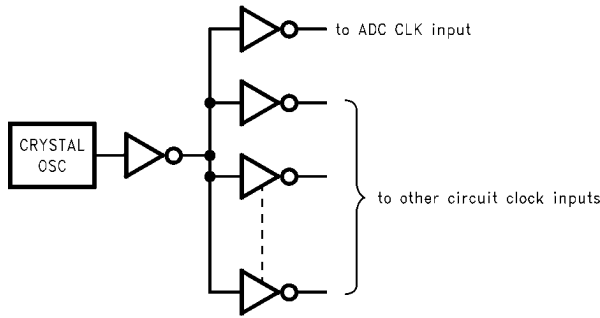 to ADC CLK input
CRYSTAL
OSC
to other circuit clock inputs